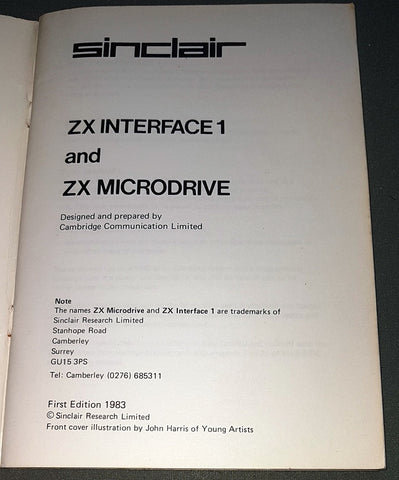 sinclair
ZX INTERFACE 1
and
ZX MICRODRIVE
Designed and prepared by
Cambridge Communication Limited
Note
The names ZX Microdrive and ZX Interface 1 are trademarks of
Sinclair Research Limited
Stanhope Road
Camberley
Surrey
GU15 3PS
Tel: Camberley (0276) 685311
First Edition 1983
© Sinclair Research Limited
Front cover illustration by John Harris of Young Artists